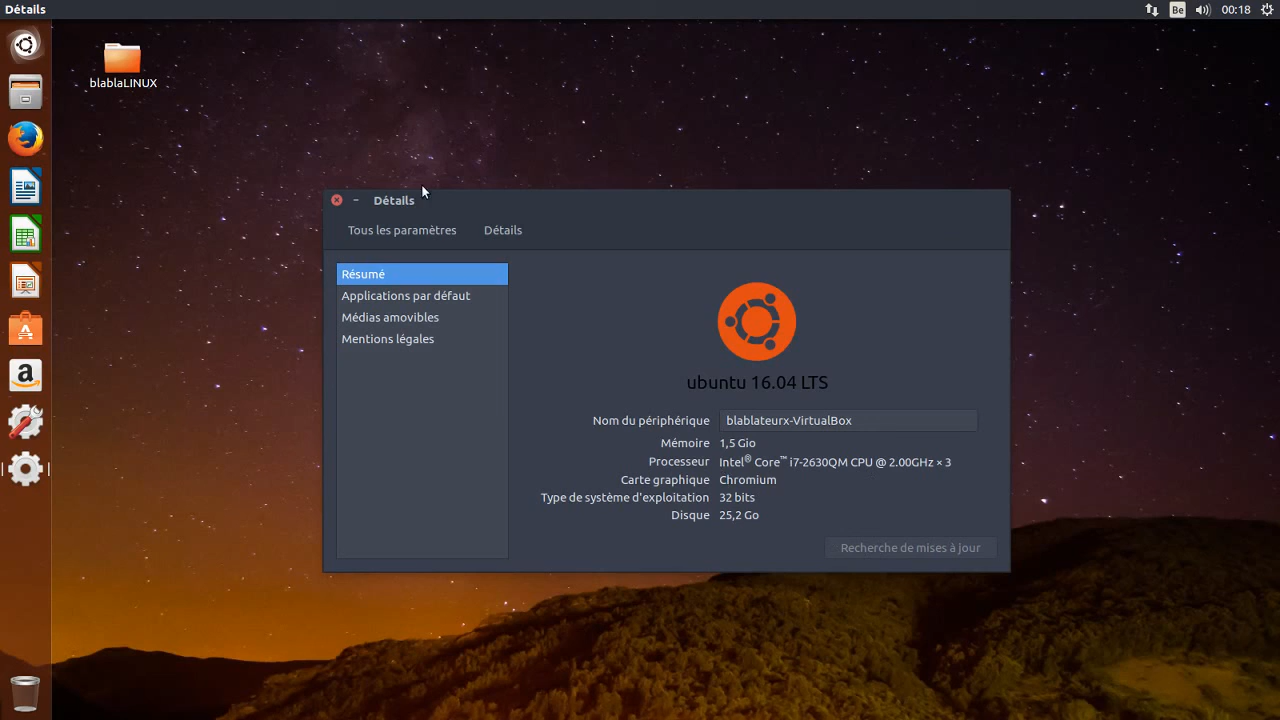 Détails
Be
00:18
blablaLINUX
Détails
Tous les paramètres
Détails
Résumé
Applications par défaut
Médias amovibles
Mentions légales
ubuntu 16.04 LTS
Nom du périphérique blablateurx-VirtualBox
Mémoire 1,5 Gio
Processeur Intel® Core™ i7-2630QM CPU @ 2.00GHz × 3
Carte graphique Chromium
Type de système d'exploitation 32 bits
Disque 25,2 Go
Recherche de mises à jour